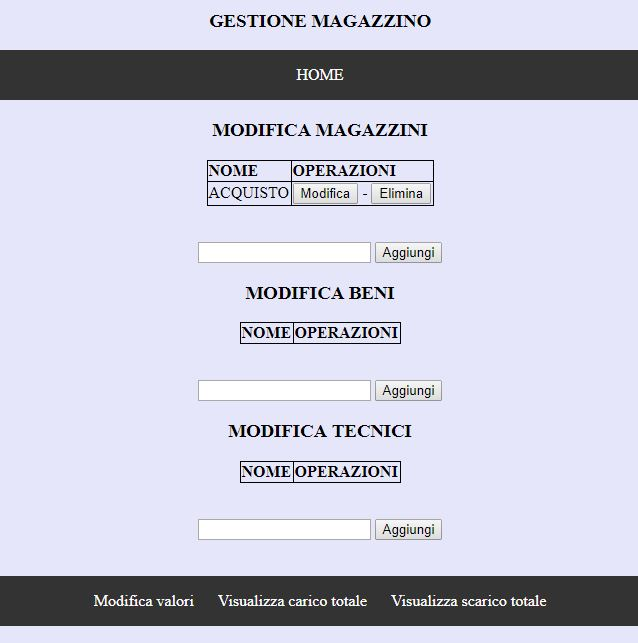 GESTIONE MAGAZZINO
HOME
MODIFICA MAGAZZINI
NOME OPERAZIONI
ACQUISTO Modifica - Elimina
Aggiungi
MODIFICA BENI
NOME OPERAZIONI
Aggiungi
MODIFICA TECNICI
NOME OPERAZIONI
Aggiungi
Modifica valori Visualizza carico totale Visualizza scarico totale